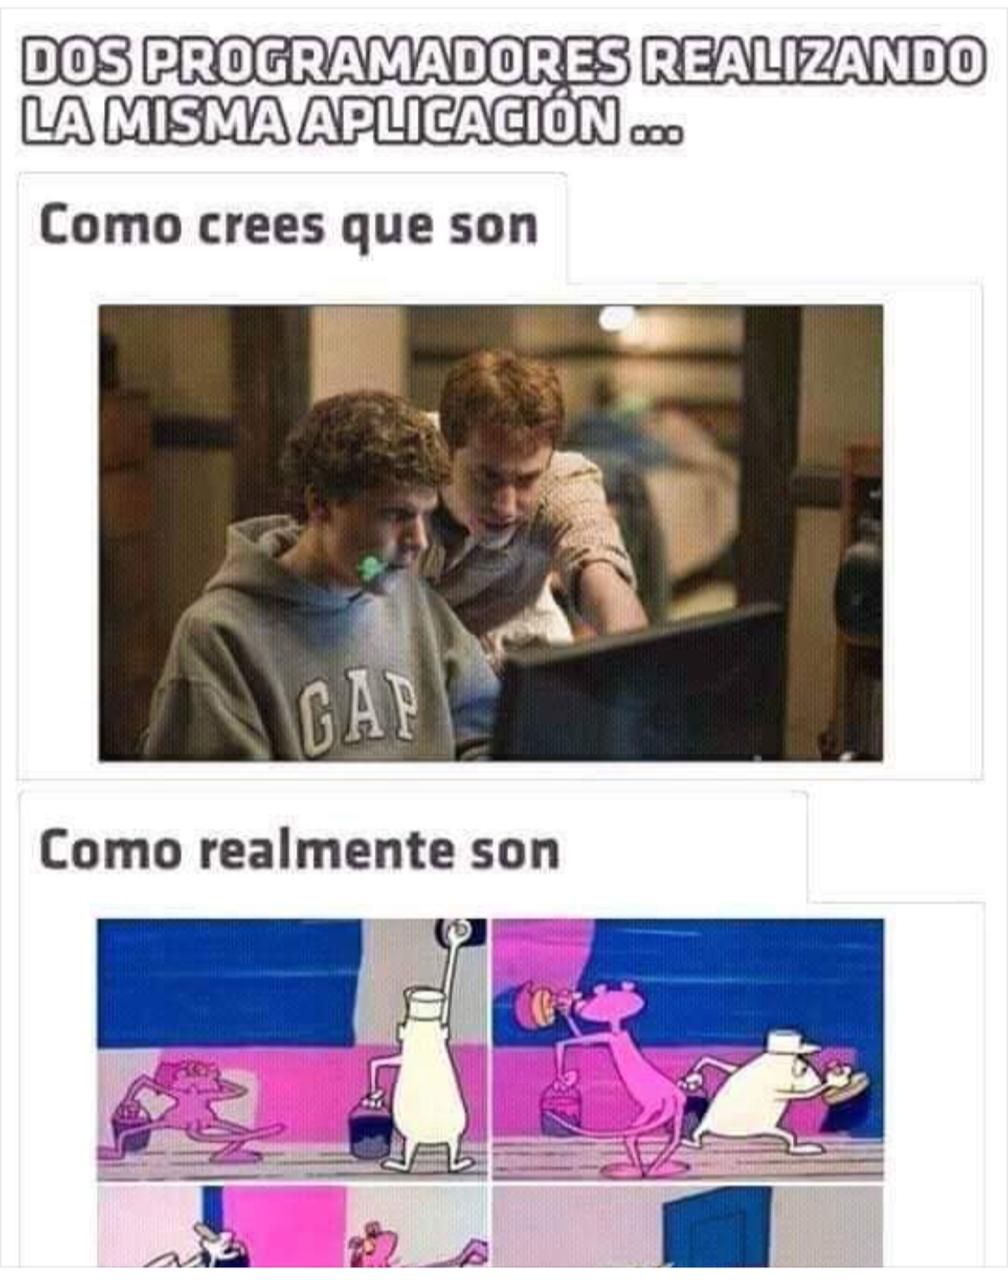 DOS PROGRAMADORES REALIZANDO
LA MISMA APLICACIÓN ...
Como crees que son
GAP
Como realmente son